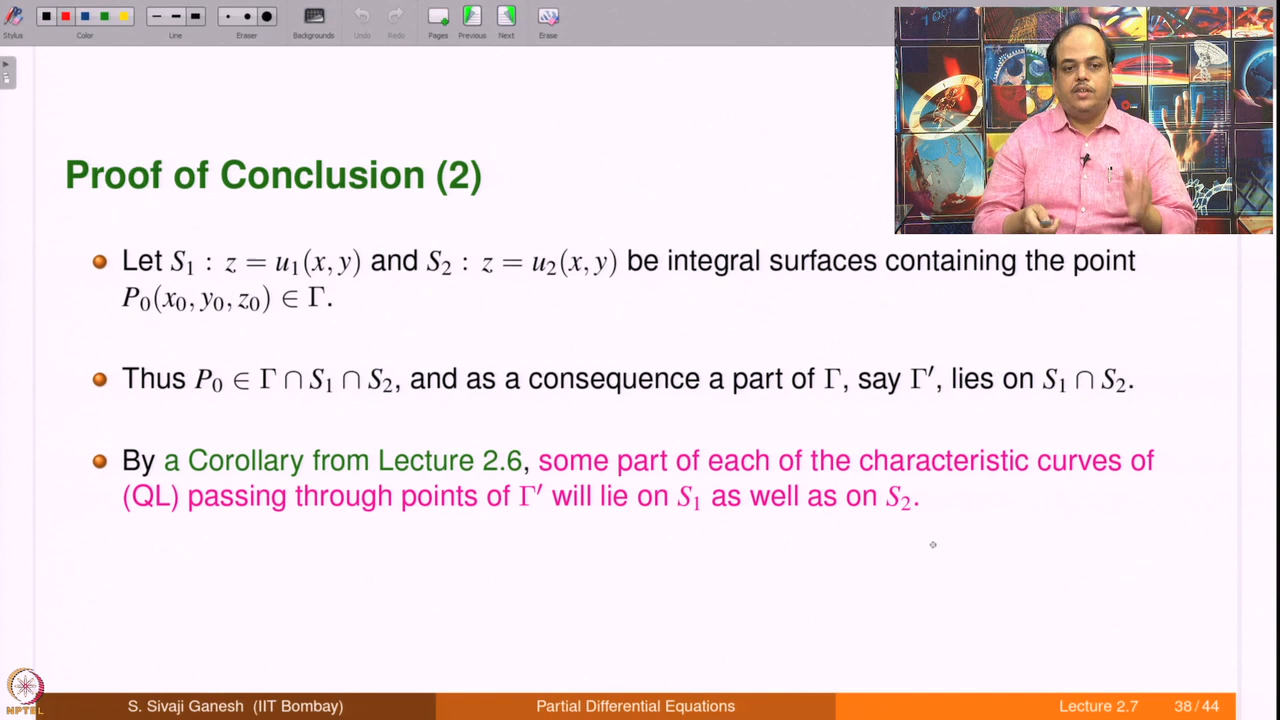 Stylus Color Line Eraser Backgrounds Undo Redo Pages Previous Next Erase
Proof of Conclusion (2)
Let S₁ : z = u₁(x, y) and S₂ : z = u₂(x, y) be integral surfaces containing the point
P₀(x₀, y₀, z₀) ∈ Γ.
Thus P₀ ∈ Γ ∩ S₁ ∩ S₂, and as a consequence a part of Γ, say Γ′, lies on S₁ ∩ S₂.
By a Corollary from Lecture 2.6, some part of each of the characteristic curves of
(QL) passing through points of Γ′ will lie on S₁ as well as on S₂.
NPTEL
S. Sivaji Ganesh (IIT Bombay) Partial Differential Equations Lecture 2.7 38 / 44